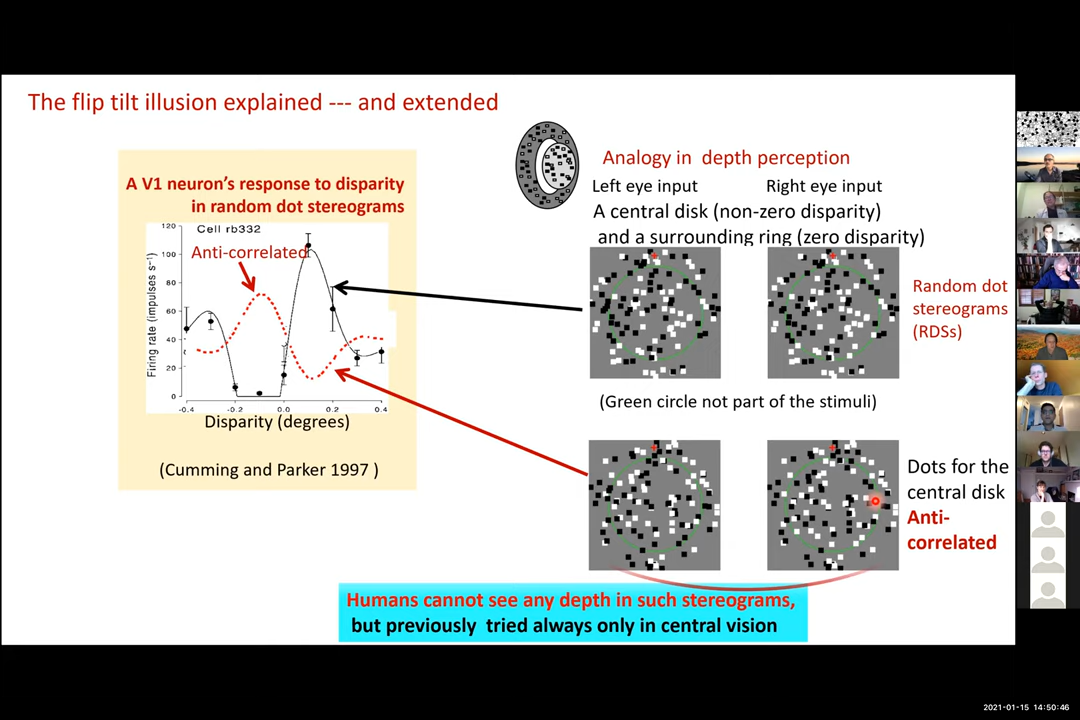 The flip tilt illusion explained --- and extended
A V1 neuron's response to disparity
in random dot stereograms
Cell rb332
Anti-correlated
Firing rate (impulses s⁻¹)
120
100
80
60
40
20
0
-0.4 -0.2 0.0 0.2 0.4
Disparity (degrees)
(Cumming and Parker 1997 )
Analogy in depth perception
Left eye input Right eye input
A central disk (non-zero disparity)
and a surrounding ring (zero disparity)
Random dot
stereograms
(RDSs)
(Green circle not part of the stimuli)
Dots for the
central disk
Anti-
correlated
Humans cannot see any depth in such stereograms,
but previously tried always only in central vision
2021-01-15 14:50:46